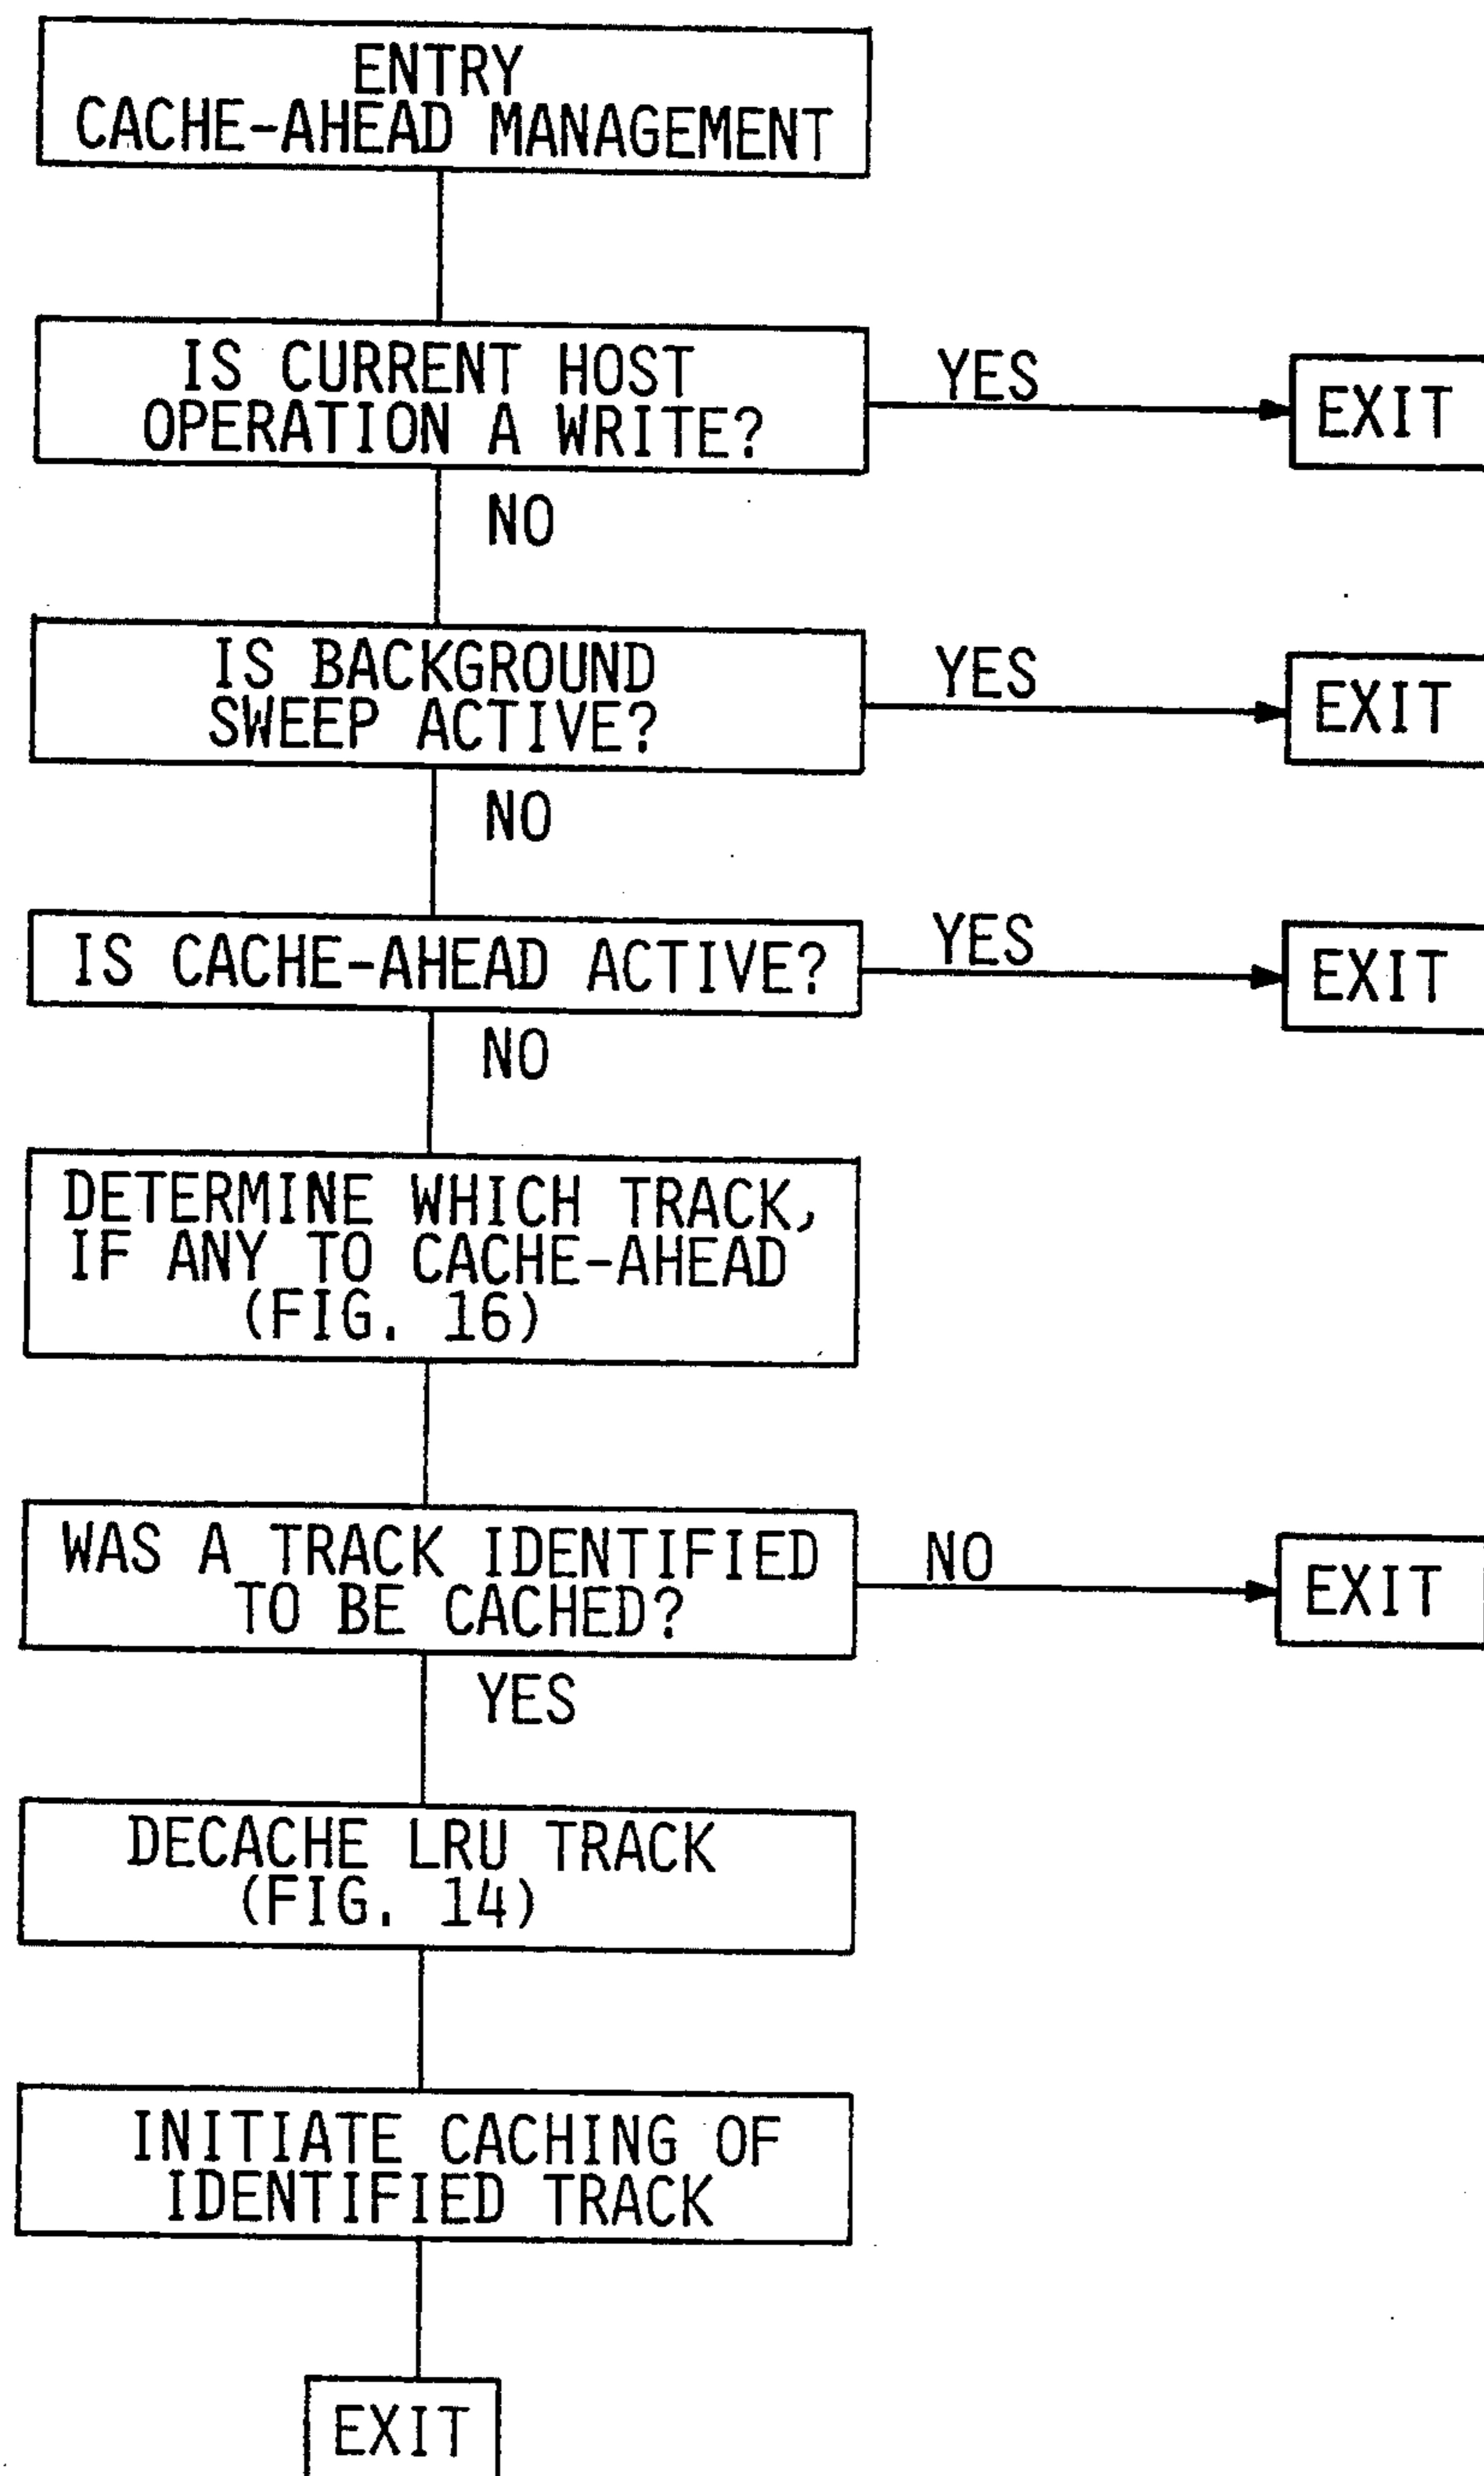 ENTRY
CACHE-AHEAD MANAGEMENT
IS CURRENT HOST
OPERATION A WRITE?
YES
EXIT
NO
IS BACKGROUND
SWEEP ACTIVE?
YES
EXIT
NO
IS CACHE-AHEAD ACTIVE?
YES
EXIT
NO
DETERMINE WHICH TRACK,
IF ANY TO CACHE-AHEAD
(FIG. 16)
WAS A TRACK IDENTIFIED
TO BE CACHED?
NO
EXIT
YES
DECACHE LRU TRACK
(FIG. 14)
INITIATE CACHING OF
IDENTIFIED TRACK
EXIT